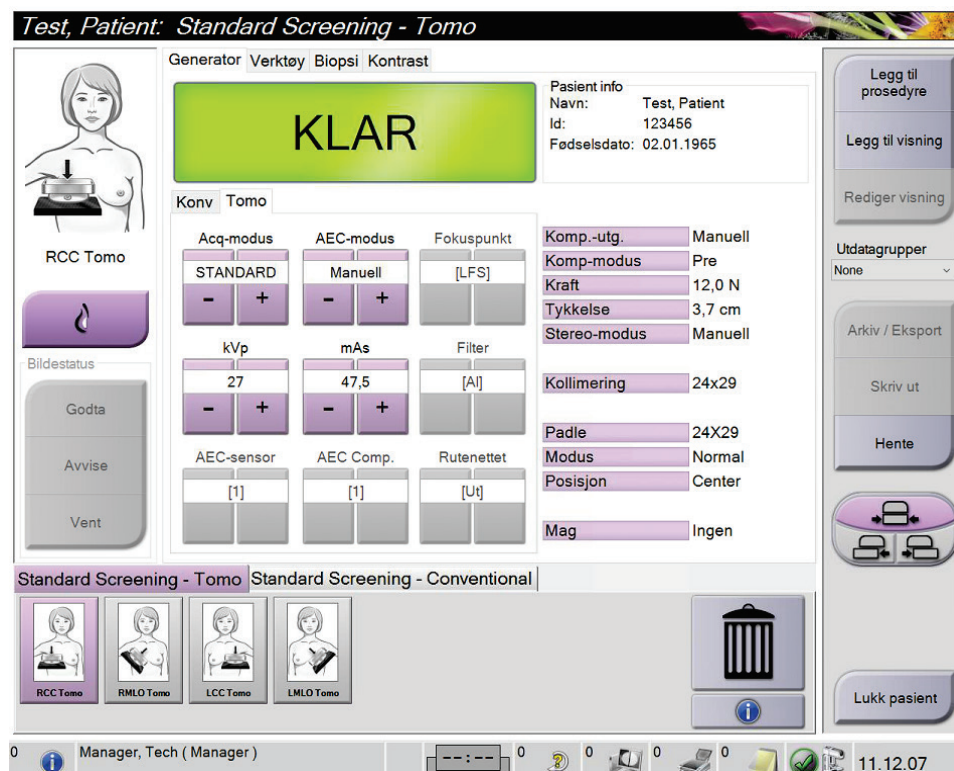 Test, Patient: Standard Screening - Tomo
Generator Verktøy Biopsi Kontrast
KLAR
Pasient info
Navn: Test, Patient
Id: 123456
Fødselsdato: 02.01.1965
Legg til prosedyre
Legg til visning
Rediger visning
RCC Tomo
Konv Tomo
Acq-modus AEC-modus Fokuspunkt
STANDARD Manuell [LFS]
- + - +
kVp mAs Filter
27 47,5 [Al]
- + - +
AEC-sensor AEC Comp. Rutenettet
[1] [1] [Ut]
Komp.-utg. Manuell
Komp-modus Pre
Kraft 12,0 N
Tykkelse 3,7 cm
Stereo-modus Manuell
Kollimering 24x29
Padle 24X29
Modus Normal
Posisjon Center
Mag Ingen
Bildestatus
Godta
Avvise
Vent
Utdatagrupper
None
Arkiv / Eksport
Skriv ut
Hente
Standard Screening - Tomo Standard Screening - Conventional
RCC Tomo RMLO Tomo LCC Tomo LMLO Tomo
Lukk pasient
0 Manager, Tech ( Manager ) --:-- 0 0 0 0 11.12.07